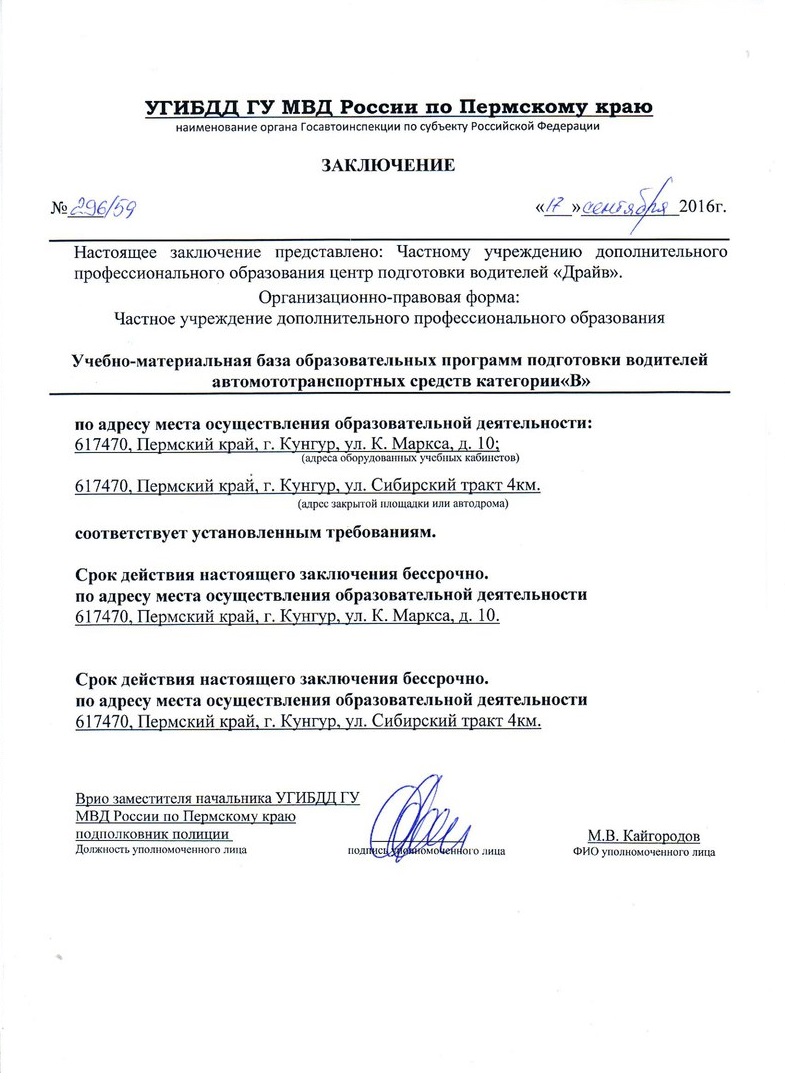 УГИБДД ГУ МВД России по Пермскому краю
наименование органа Госавтоинспекции по субъекту Российской Федерации
ЗАКЛЮЧЕНИЕ
№ 296/59 «17» сентября 2016г.
Настоящее заключение представлено: Частному учреждению дополнительного
профессионального образования центр подготовки водителей «Драйв».
Организационно-правовая форма:
Частное учреждение дополнительного профессионального образования
Учебно-материальная база образовательных программ подготовки водителей
автомототранспортных средств категории«В»
по адресу места осуществления образовательной деятельности:
617470, Пермский край, г. Кунгур, ул. К. Маркса, д. 10;
(адреса оборудованных учебных кабинетов)
617470, Пермский край, г. Кунгур, ул. Сибирский тракт 4км.
(адрес закрытой площадки или автодрома)
соответствует установленным требованиям.
Срок действия настоящего заключения бессрочно.
по адресу места осуществления образовательной деятельности
617470, Пермский край, г. Кунгур, ул. К. Маркса, д. 10.
Срок действия настоящего заключения бессрочно.
по адресу места осуществления образовательной деятельности
617470, Пермский край, г. Кунгур, ул. Сибирский тракт 4км.
Врио заместителя начальника УГИБДД ГУ
МВД России по Пермскому краю
подполковник полиции М.В. Кайгородов
Должность уполномоченного лица подпись уполномоченного лица ФИО уполномоченного лица